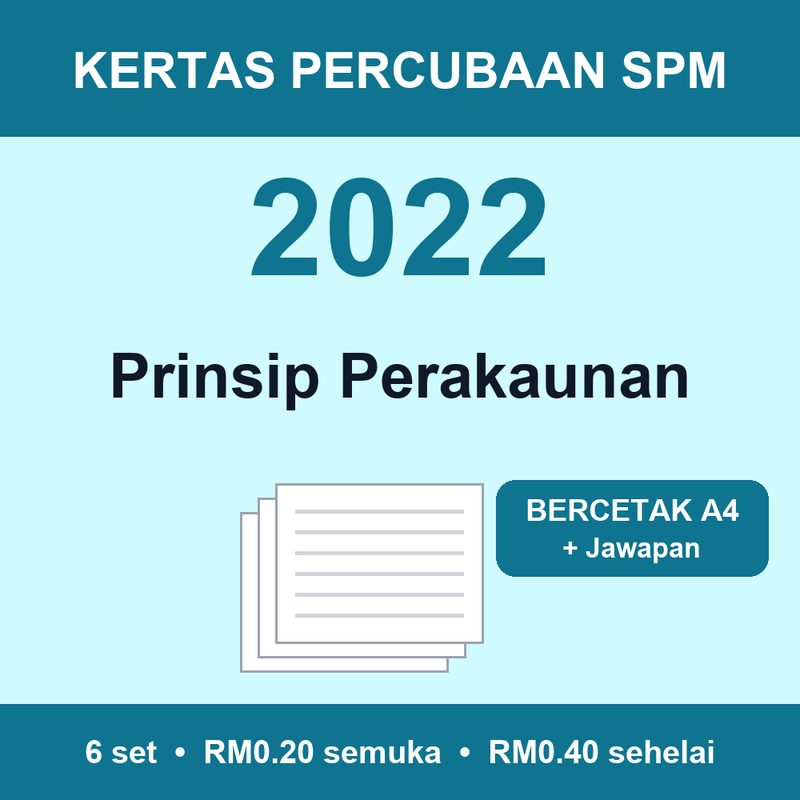 KERTAS PERCUBAAN SPM
2022
Prinsip Perakaunan
BERCETAK A4
+ Jawapan
6 set • RM0.20 semuka • RM0.40 sehelai